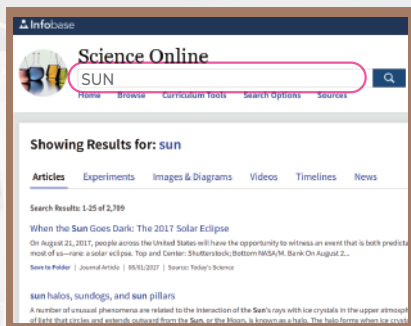 Infobase
Science Online
SUN
Home Browse Curriculum Tools Search Options Sources
Showing Results for: sun
Articles Experiments Images & Diagrams Videos Timelines News
Search Results: 1-25 of 2,709
When the Sun Goes Dark: The 2017 Solar Eclipse
On August 21, 2017, people across the United States will have the opportunity to witness an event that is both predicta
most of us—rare: a solar eclipse. Top and Center: Shutterstock; Bottom NASA/M. Bank On August 2...
Save to Folder | Journal Article | 05/01/2017 | Source: Today's Science
sun halos, sundogs, and sun pillars
A number of unusual phenomena are related to the interaction of the Sun's rays with ice crystals in the upper atmosph
of light that circles and extends outward from the Sun, or the Moon, is known as a halo. The halo forms when ice crysta